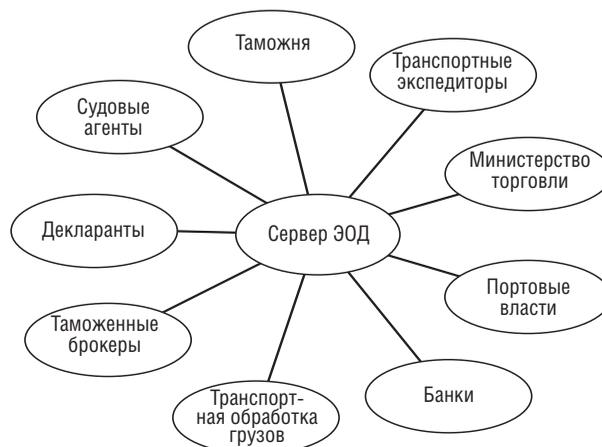 Таможня
Транспортные
экспедиторы
Судовые
агенты
Министерство
торговли
Декларанты
Сервер ЭОД
Портовые
власти
Таможенные
брокеры
Банки
Транспорт-
ная обработка
грузов